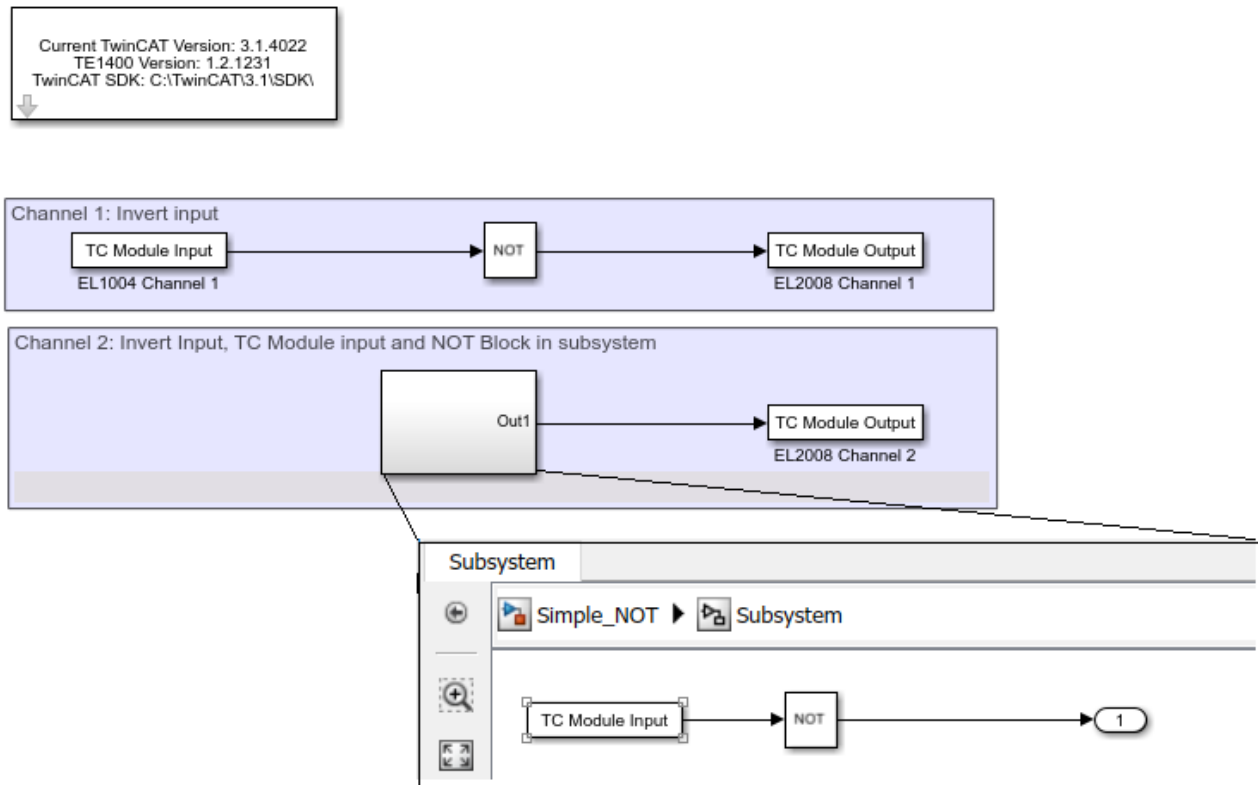 Current TwinCAT Version: 3.1.4022
TE1400 Version: 1.2.1231
TwinCAT SDK: C:\TwinCAT\3.1\SDK\
Channel 1: Invert input
TC Module Input
NOT
TC Module Output
EL1004 Channel 1
EL2008 Channel 1
Channel 2: Invert Input, TC Module input and NOT Block in subsystem
Out1
TC Module Output
EL2008 Channel 2
Subsystem
Simple_NOT
Subsystem
TC Module Input
NOT
1